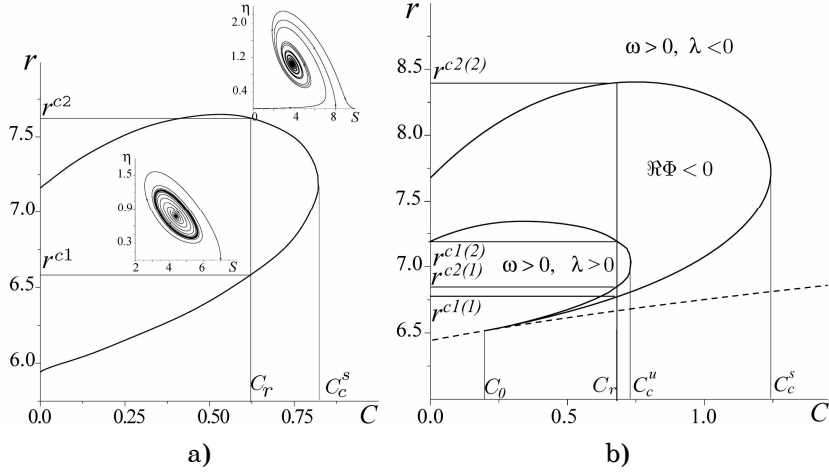 r
r^{c2}
r^{c1}
7.5
7.0
6.5
6.0
0.0 0.25 0.50 0.75 C
C_r C_c^s
η
2.0
1.2
0.4
0 4 8 S
η
1.5
0.9
0.3
2 4 6 S
a)
r
ω>0, λ<0
r^{c2(2)}
8.5
8.0
ℜΦ<0
7.5
r^{c1(2)}
r^{c2(1)} ω>0, λ>0
7.0
r^{c1(1)}
6.5
C_0 C_r C_c^u C_c^s
0.0 0.5 1.0 C
b)